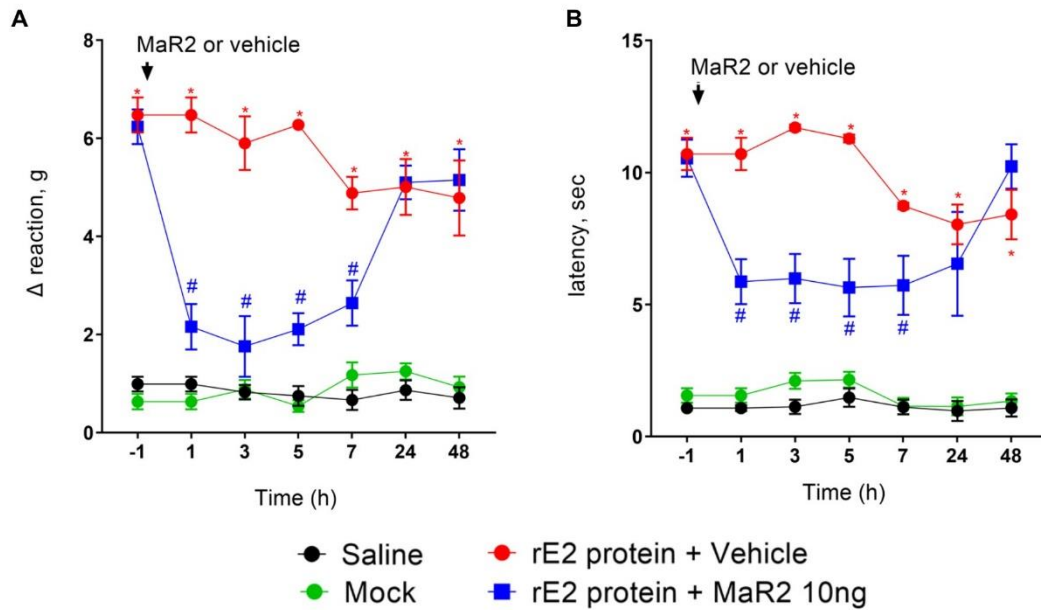 A
MaR2 or vehicle
Δ reaction, g
8
6
4
2
0
* * * * * * *
# # # #
-1 1 3 5 7 24 48
Time (h)
B
MaR2 or vehicle
latency, sec
15
10
5
0
* * * * * * *
# # # #
-1 1 3 5 7 24 48
Time (h)
Saline
rE2 protein + Vehicle
Mock
rE2 protein + MaR2 10ng